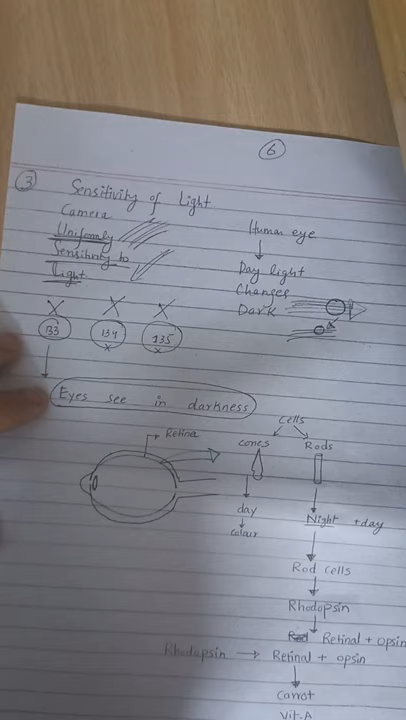 6
3 Sensitivity of Light
Camera
Human eye
Uniformly
Sensitivity to
Light
Day light
Changes
Dark
133 134 135
x x
Eyes see in darkness
Cells
Retina
Cones Rods
day
colour
Night + day
Rod cells
Rhodopsin
Retinal + opsin
Rhodopsin → Retinal + opsin
Carrot
Vit-A